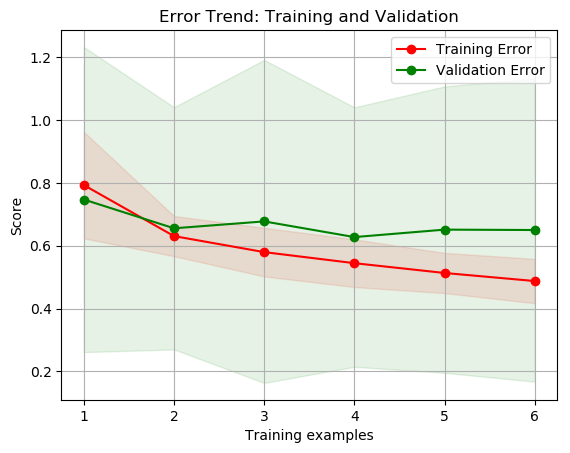 Error Trend: Training and Validation
Training Error
Validation Error
1.2
1.0
0.8
0.6
0.4
0.2
Score
1 2 3 4 5 6
Training examples